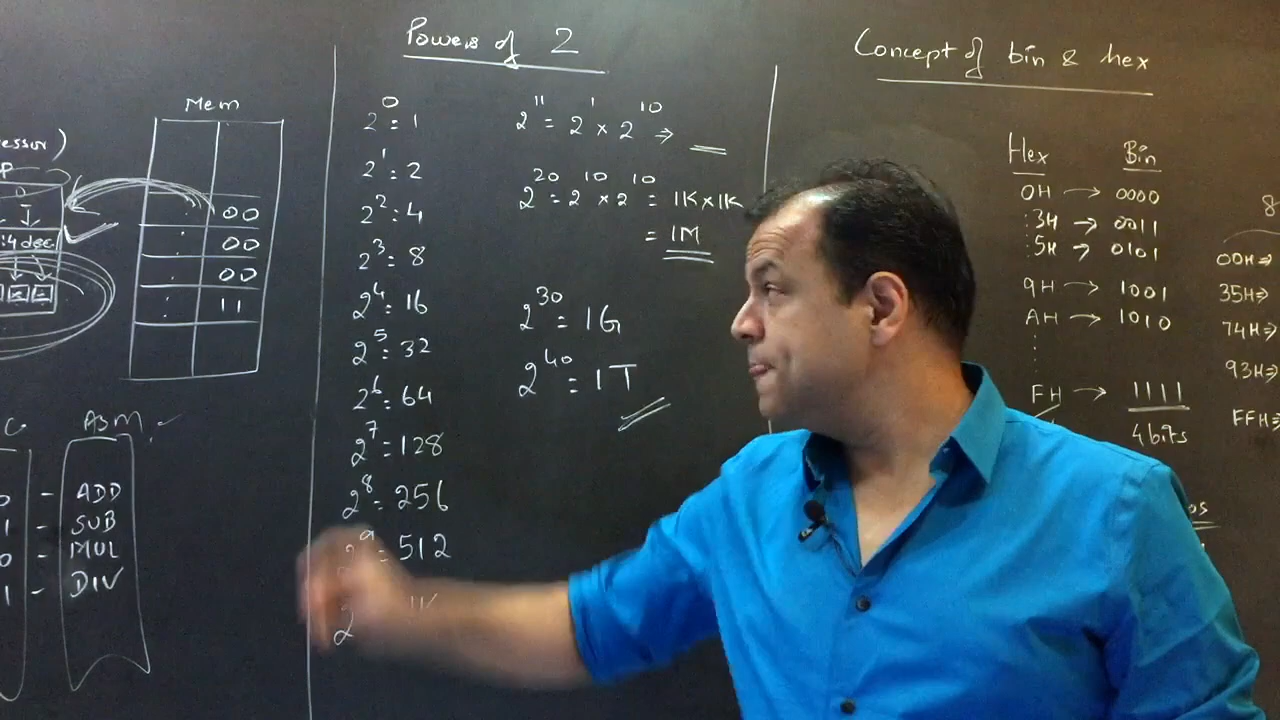 Powers of 2
Concept of bin & hex
Mem
00
00
00
11
ASM
- ADD
- SUB
- MUL
- DIV
2^0 = 1
2^1 = 2
2^2 = 4
2^3 = 8
2^4 = 16
2^5 = 32
2^6 = 64
2^7 = 128
2^8 = 256
2^9 = 512
2^11 = 2^1 × 2^10 ⇒
2^20 = 2^10 × 2^10 = 1K×1K
= 1M
2^30 = 1G
2^40 = 1T
Hex Bin
0H → 0000
3H → 0011
5H → 0101
9H → 1001
AH → 1010
FH → 1111
4bits
00H ⇒
35H ⇒
74H ⇒
93H ⇒
FFH ⇒